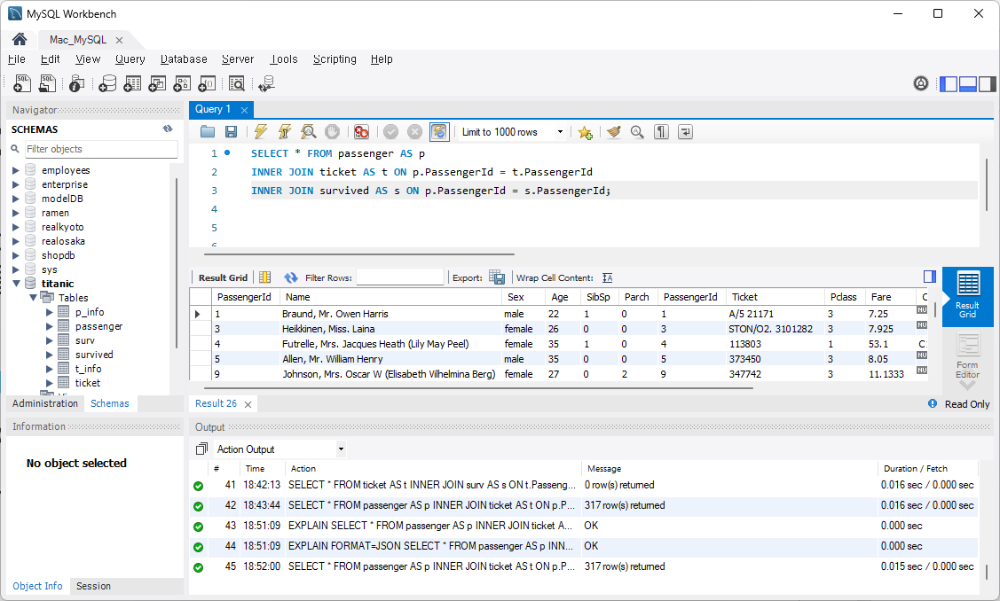 MySQL Workbench
Mac_MySQL
File Edit View Query Database Server Tools Scripting Help
Navigator
SCHEMAS
Filter objects
employees
enterprise
modelDB
ramen
realkyoto
realosaka
shopdb
sys
titanic
Tables
p_info
passenger
surv
survived
t_info
ticket
Administration Schemas
Information
No object selected
Object Info Session
Query 1
Limit to 1000 rows
1 SELECT * FROM passenger AS p
2 INNER JOIN ticket AS t ON p.PassengerId = t.PassengerId
3 INNER JOIN survived AS s ON p.PassengerId = s.PassengerId;
4
5
6
Result Grid Filter Rows: Export: Wrap Cell Content: IA
PassengerId Name Sex Age SibSp Parch PassengerId Ticket Pclass Fare C
1 Braund, Mr. Owen Harris male 22 1 0 1 A/5 21171 3 7.25 NU
3 Heikkinen, Miss. Laina female 26 0 0 3 STON/O2. 3101282 3 7.925 NU
4 Futrelle, Mrs. Jacques Heath (Lily May Peel) female 35 1 0 4 113803 1 53.1 C
5 Allen, Mr. William Henry male 35 0 0 5 373450 3 8.05 NU
9 Johnson, Mrs. Oscar W (Elisabeth Vilhelmina Berg) female 27 0 2 9 347742 3 11.1333 NU
Result Grid
Form Editor
Result 26
Read Only
Output
Action Output
# Time Action Message Duration / Fetch
41 18:42:13 SELECT * FROM ticket AS t INNER JOIN surv AS s ON t.Passeng... 0 row(s) returned 0.016 sec / 0.000 sec
42 18:43:44 SELECT * FROM passenger AS p INNER JOIN ticket AS t ON p.P... 317 row(s) returned 0.016 sec / 0.000 sec
43 18:51:09 EXPLAIN SELECT * FROM passenger AS p INNER JOIN ticket A... OK 0.000 sec
44 18:51:09 EXPLAIN FORMAT=JSON SELECT * FROM passenger AS p INN... OK 0.000 sec
45 18:52:00 SELECT * FROM passenger AS p INNER JOIN ticket AS t ON p.P... 317 row(s) returned 0.015 sec / 0.000 sec